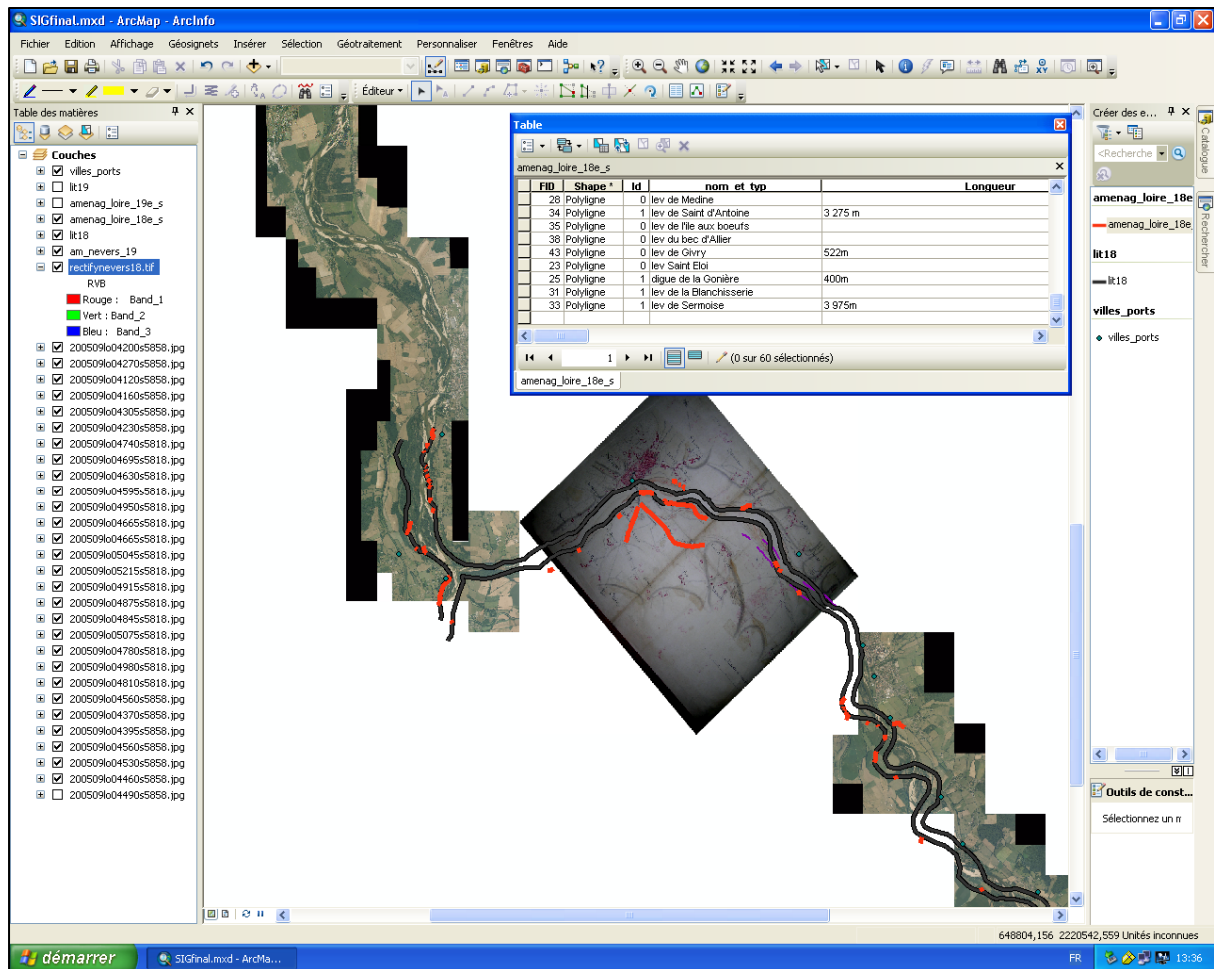 SIGfinal.mxd - ArcMap - ArcInfo
Fichier Edition Affichage Géosignets Insérer Sélection Géotraitement Personnaliser Fenêtres Aide
Éditeur
Table des matières
Couches
villes_ports
lit19
amenag_loire_19e_s
amenag_loire_18e_s
lit18
am_nevers_19
rectifynevers18.tif
RVB
Rouge : Band_1
Vert : Band_2
Bleu : Band_3
200509lo04200s5858.jpg
200509lo04270s5858.jpg
200509lo04120s5858.jpg
200509lo04160s5858.jpg
200509lo04305s5858.jpg
200509lo04230s5858.jpg
200509lo04740s5818.jpg
200509lo04695s5818.jpg
200509lo04630s5818.jpg
200509lo04595s5818.jpg
200509lo04950s5818.jpg
200509lo04665s5818.jpg
200509lo04665s5818.jpg
200509lo05045s5818.jpg
200509lo05215s5818.jpg
200509lo04915s5818.jpg
200509lo04875s5818.jpg
200509lo04845s5818.jpg
200509lo05075s5818.jpg
200509lo04780s5818.jpg
200509lo04980s5818.jpg
200509lo04810s5818.jpg
200509lo04560s5858.jpg
200509lo04370s5858.jpg
200509lo04395s5858.jpg
200509lo04560s5858.jpg
200509lo04530s5858.jpg
200509lo04460s5858.jpg
200509lo04490s5858.jpg
Table
amenag_loire_18e_s
FID Shape * Id nom_et_typ Longueur
28 Polyligne 0 lev de Medine
34 Polyligne 1 lev de Saint d'Antoine 3 275 m
35 Polyligne 0 lev de l'ile aux boeufs
38 Polyligne 0 lev du bec d'Allier
43 Polyligne 0 lev de Givry 522m
23 Polyligne 0 lev Saint Eloi
25 Polyligne 1 digue de la Gonière 400m
31 Polyligne 1 lev de la Blanchisserie
33 Polyligne 1 lev de Sermoise 3 975m
1 (0 sur 60 sélectionnés)
amenag_loire_18e_s
Créer des e...
<Recherche
amenag_loire_18e
amenag_loire_18e
lit18
lit18
villes_ports
villes_ports
Outils de const...
Sélectionnez un
Catalogue
Rechercher
648804,156 2220542,559 Unités inconnues
démarrer SIGfinal.mxd - ArcMa... FR 13:36